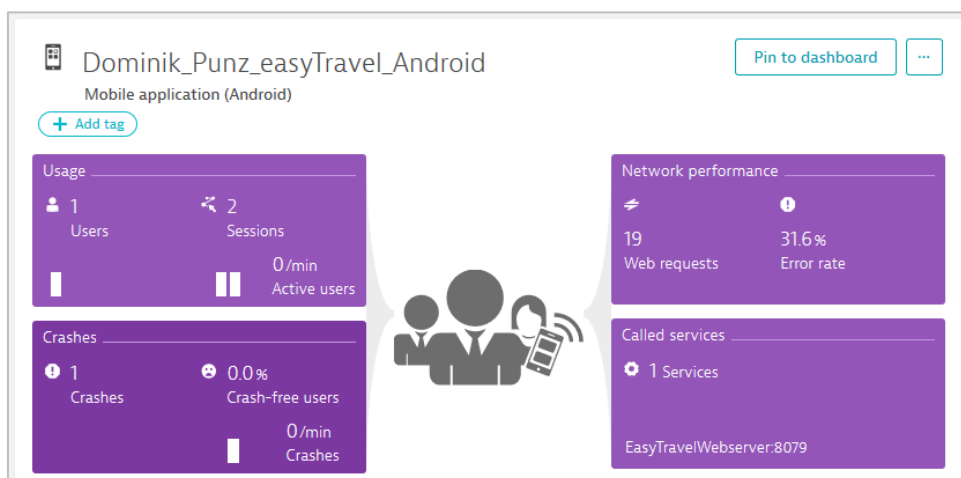 Dominik_Punz_easyTravel_Android
Pin to dashboard
...
Mobile application (Android)
+ Add tag
Usage
1
Users
2
Sessions
0/min
Active users
Network performance
19
Web requests
31.6%
Error rate
Crashes
1
Crashes
0.0%
Crash-free users
0/min
Crashes
Called services
1 Services
EasyTravelWebserver:8079